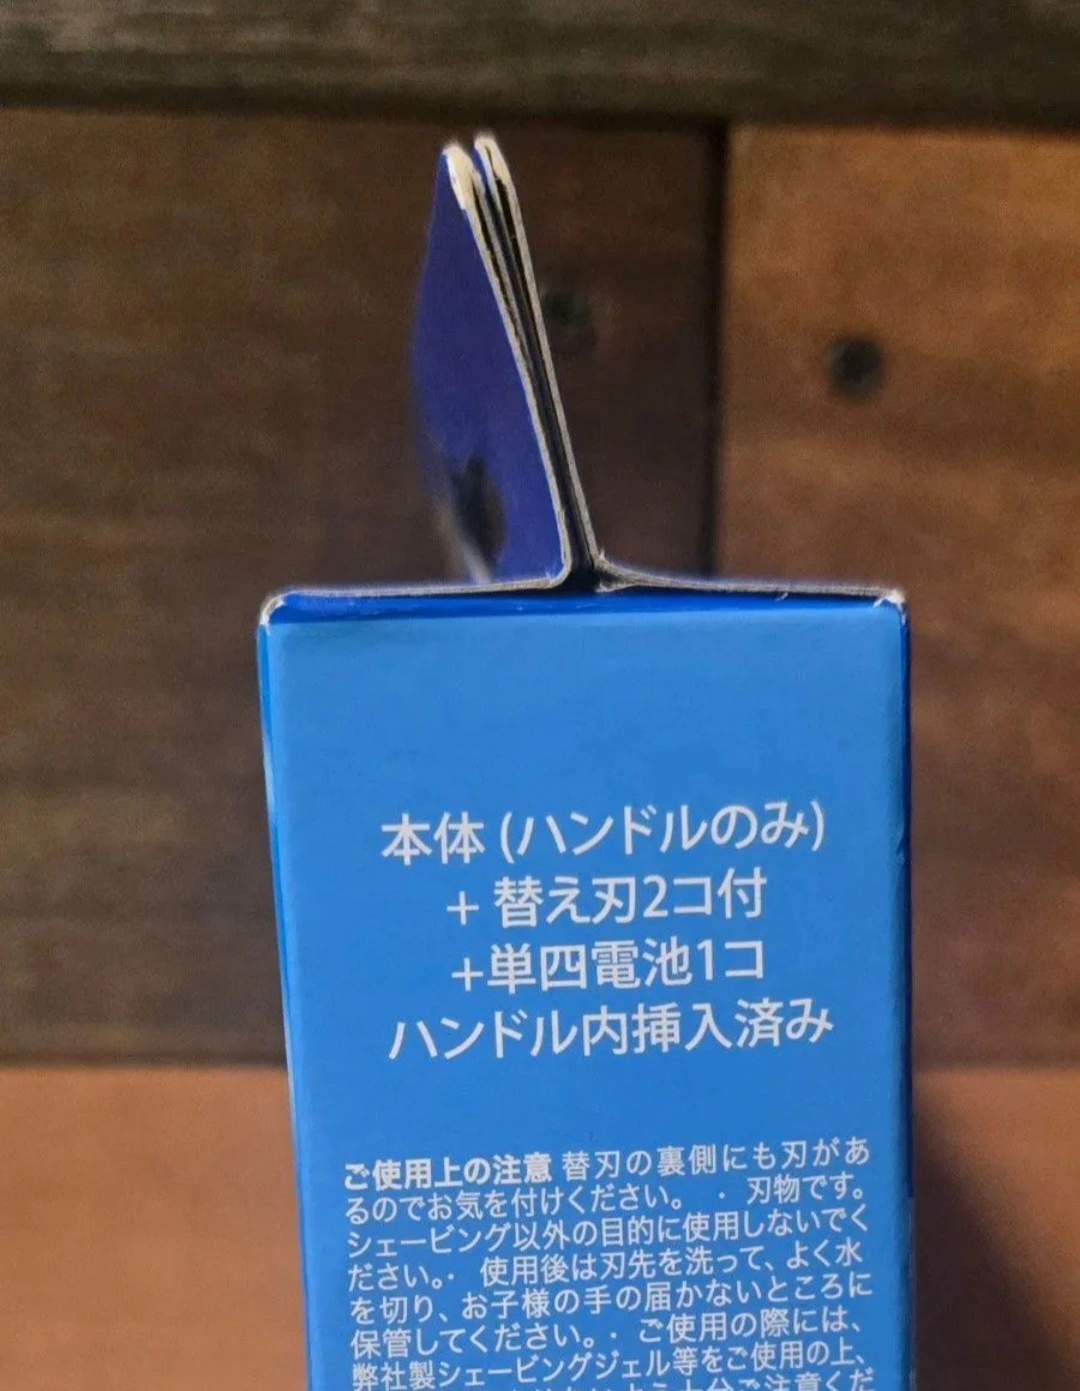 本体 (ハンドルのみ)
+ 替え刃2コ付
+単四電池1コ
ハンドル内挿入済み
ご使用上の注意 替刃の裏側にも刃があ
るのでお気を付けください。 ・ 刃物です。
シェービング以外の目的に使用しないでく
ださい。・ 使用後は刃先を洗って、よく水
を切り、お子様の手の届かないところに
保管してください。・ ご使用の際には、
弊社製シェービングジェル等をご使用の上、
十分ご注意くだ